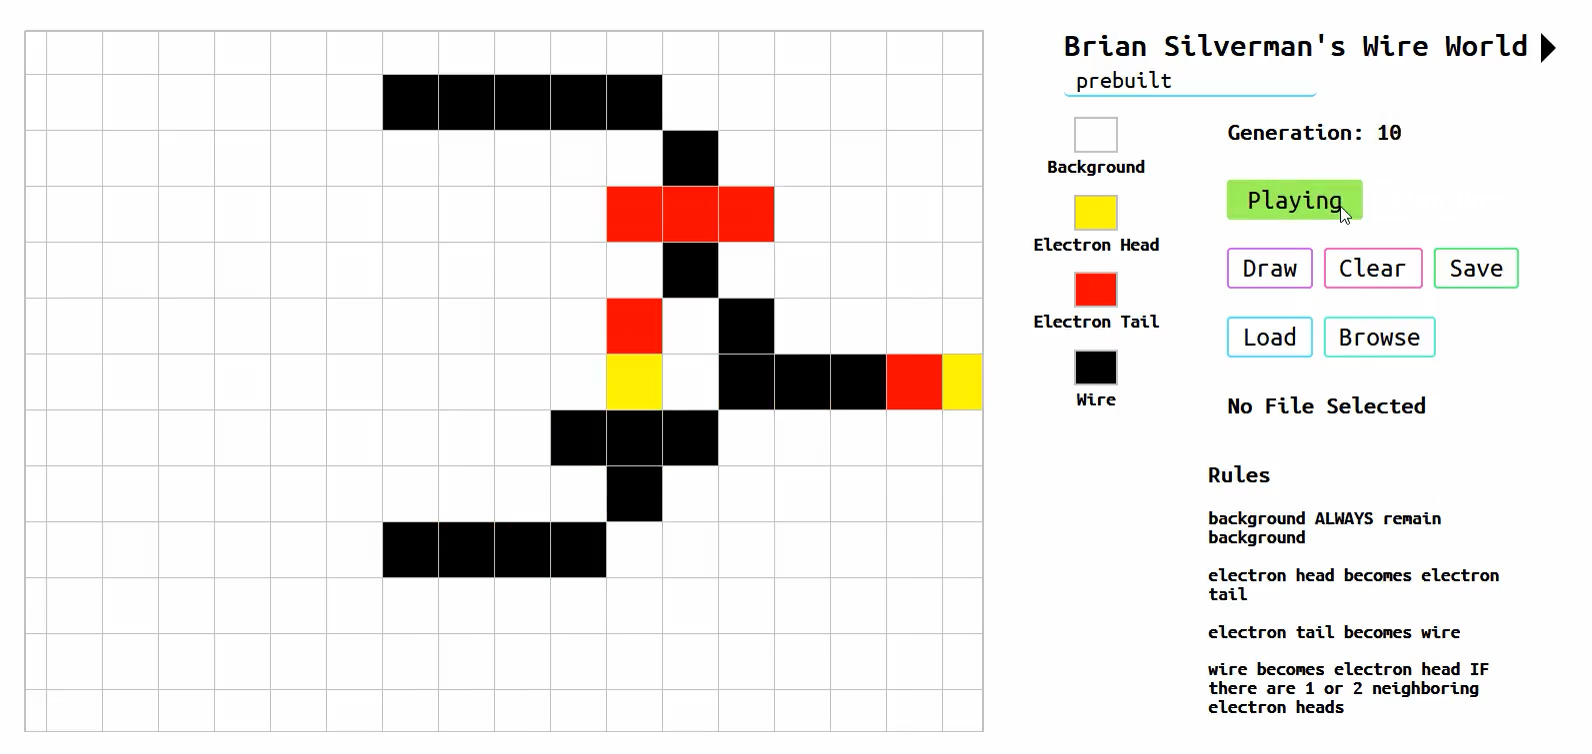 Brian Silverman's Wire World
prebuilt
Background
Generation: 10
Electron Head
Playing
Electron Tail
Draw Clear Save
Wire
Load Browse
No File Selected
Rules
background ALWAYS remain
background
electron head becomes electron
tail
electron tail becomes wire
wire becomes electron head IF
there are 1 or 2 neighboring
electron heads